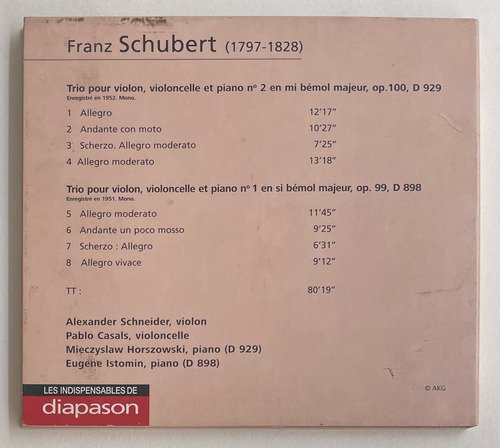 Franz Schubert (1797-1828)
Trio pour violon, violoncelle et piano nº 2 en mi bémol majeur, op.100, D 929
Enregistré en 1952. Mono.
1 Allegro 12'17"
2 Andante con moto 10'27"
3 Scherzo. Allegro moderato 7'25"
4 Allegro moderato 13'18"
Trio pour violon, violoncelle et piano nº 1 en si bémol majeur, op. 99, D 898
Enregistré en 1951. Mono.
5 Allegro moderato 11'45"
6 Andante un poco mosso 9'25"
7 Scherzo : Allegro 6'31"
8 Allegro vivace 9'12"
TT : 80'19"
Alexander Schneider, violon
Pablo Casals, violoncelle
Mieczyslaw Horszowski, piano (D 929)
Eugène Istomin, piano (D 898)
LES INDISPENSABLES DE
diapason
© AKG